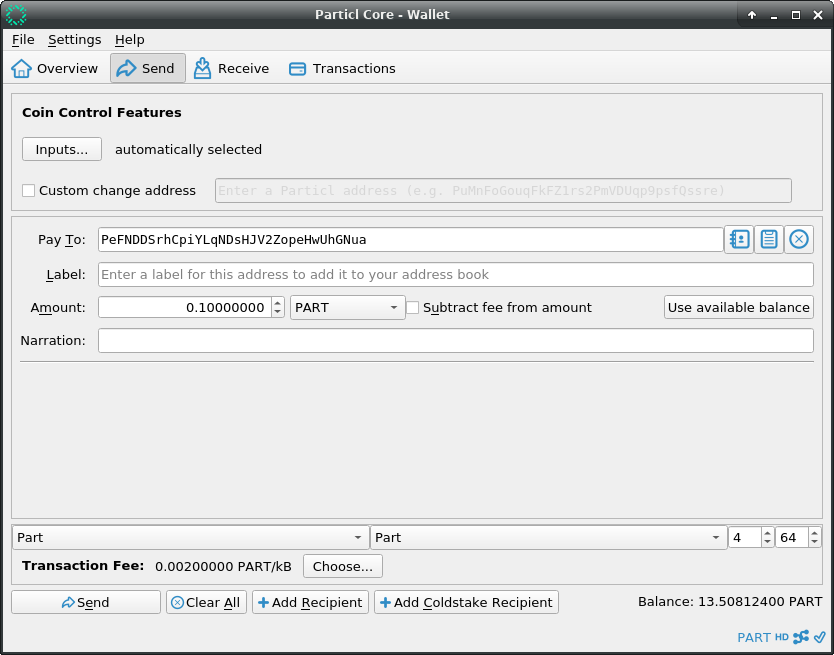 Particl Core - Wallet
File Settings Help
Overview Send Receive Transactions
Coin Control Features
Inputs... automatically selected
Custom change address Enter a Particl address (e.g. PuMnFoGouqFkFZ1rs2PmVDUqp9psfQssre)
Pay To: PeFNDDSrhCpiYLqNDsHJV2ZopeHwUhGNua
Label: Enter a label for this address to add it to your address book
Amount: 0.10000000 PART Subtract fee from amount Use available balance
Narration:
Part Part 4 64
Transaction Fee: 0.00200000 PART/kB Choose...
Send Clear All Add Recipient Add Coldstake Recipient Balance: 13.50812400 PART
PART HD